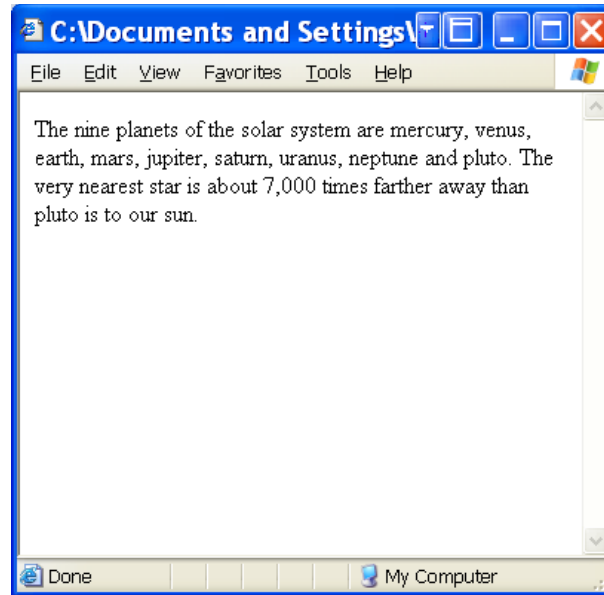 C:\Documents and Settings\
File Edit View Favorites Tools Help
The nine planets of the solar system are mercury, venus,
earth, mars, jupiter, saturn, uranus, neptune and pluto. The
very nearest star is about 7,000 times farther away than
pluto is to our sun.
Done My Computer